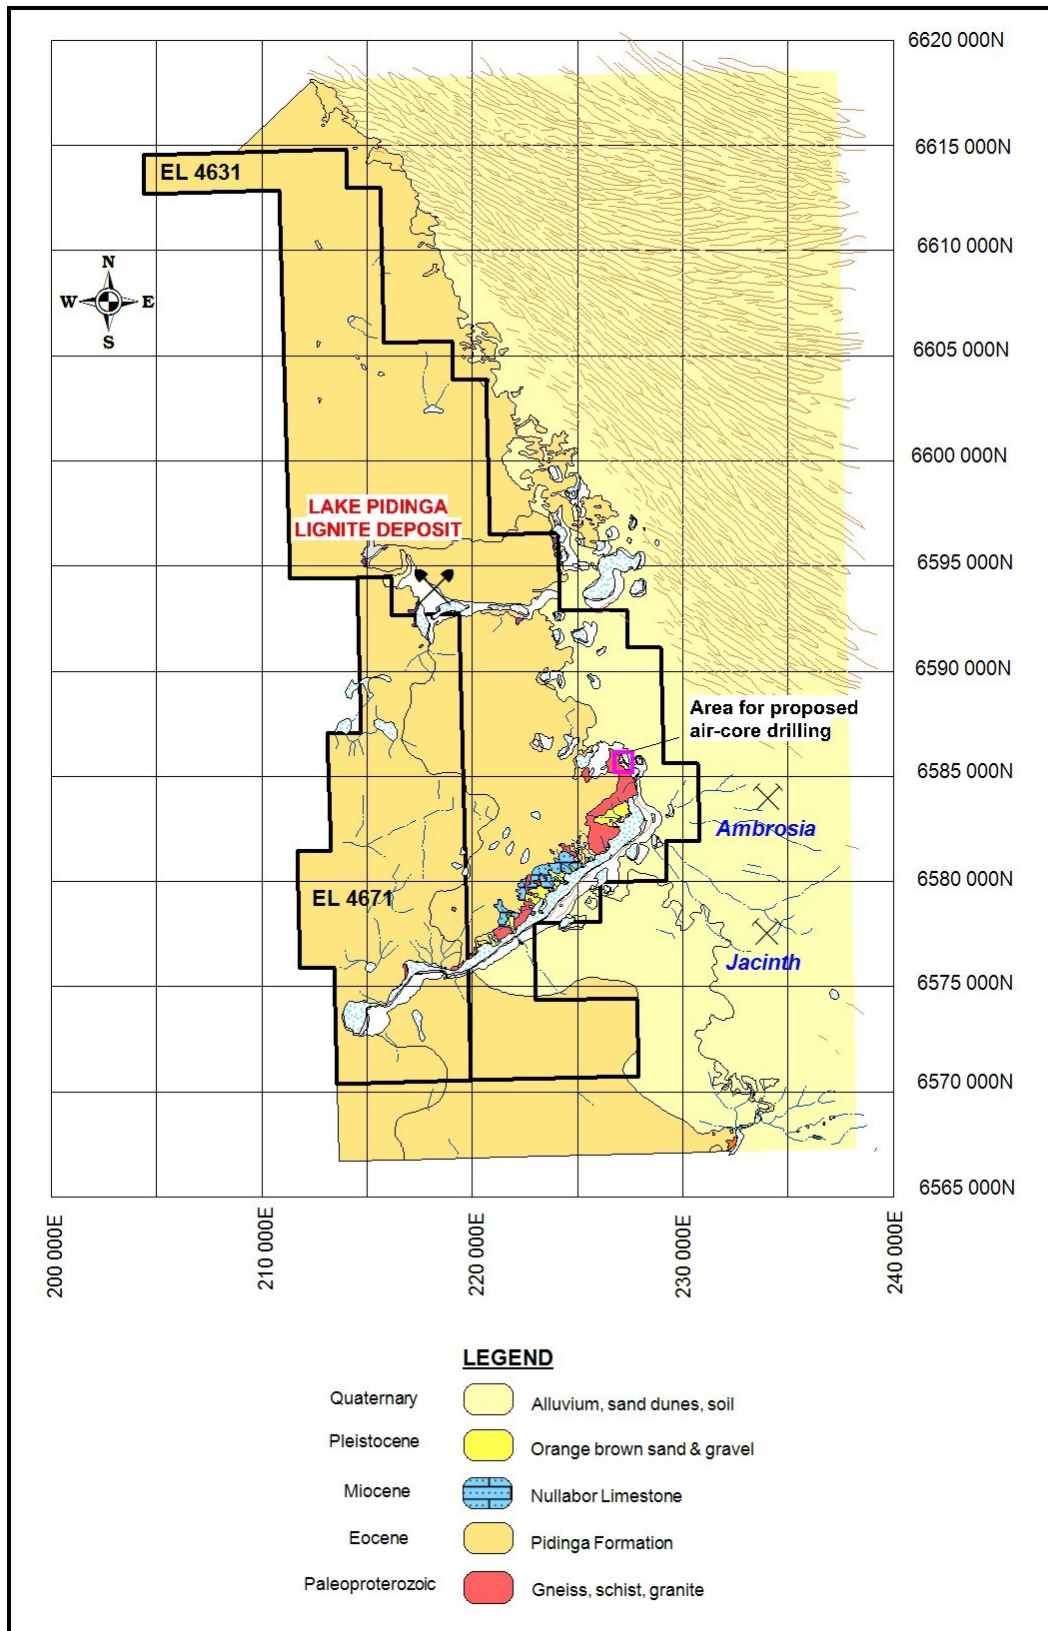 6620 000N
6615 000N
EL 4631
6610 000N
N
W E
S
6605 000N
6600 000N
LAKE PIDINGA
LIGNITE DEPOSIT
6595 000N
6590 000N
Area for proposed
air-core drilling
6585 000N
Ambrosia
6580 000N
EL 4671
Jacinth
6575 000N
6570 000N
6565 000N
200 000E
210 000E
220 000E
230 000E
240 000E
LEGEND
Quaternary Alluvium, sand dunes, soil
Pleistocene Orange brown sand & gravel
Miocene Nullabor Limestone
Eocene Pidinga Formation
Paleoproterozoic Gneiss, schist, granite